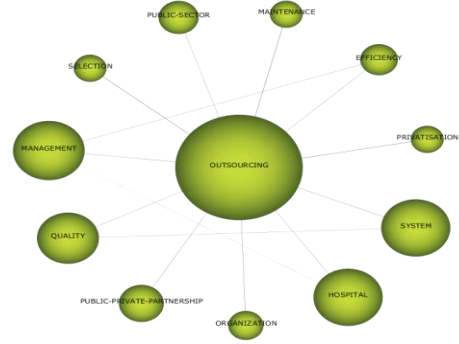 PUBLIC-SECTOR
MAINTENANCE
EFFICIENCY
SELECTION
PRIVATISATION
MANAGEMENT
OUTSOURCING
SYSTEM
QUALITY
HOSPITAL
PUBLIC-PRIVATE-PARTNERSHIP
ORGANIZATION